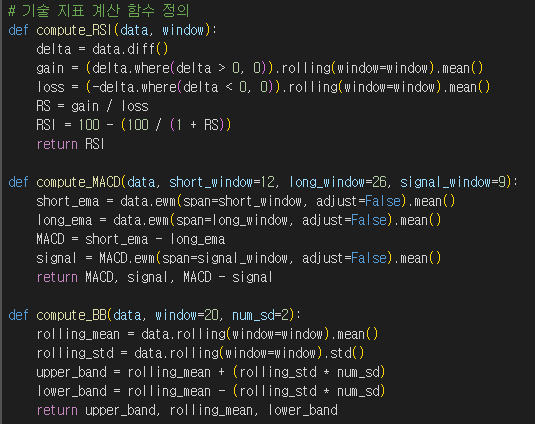 # 기술 지표 계산 함수 정의
def compute_RSI(data, window):
    delta = data.diff()
    gain = (delta.where(delta > 0, 0)).rolling(window=window).mean()
    loss = (-delta.where(delta < 0, 0)).rolling(window=window).mean()
    RS = gain / loss
    RSI = 100 - (100 / (1 + RS))
    return RSI

def compute_MACD(data, short_window=12, long_window=26, signal_window=9):
    short_ema = data.ewm(span=short_window, adjust=False).mean()
    long_ema = data.ewm(span=long_window, adjust=False).mean()
    MACD = short_ema - long_ema
    signal = MACD.ewm(span=signal_window, adjust=False).mean()
    return MACD, signal, MACD - signal

def compute_BB(data, window=20, num_sd=2):
    rolling_mean = data.rolling(window=window).mean()
    rolling_std = data.rolling(window=window).std()
    upper_band = rolling_mean + (rolling_std * num_sd)
    lower_band = rolling_mean - (rolling_std * num_sd)
    return upper_band, rolling_mean, lower_band